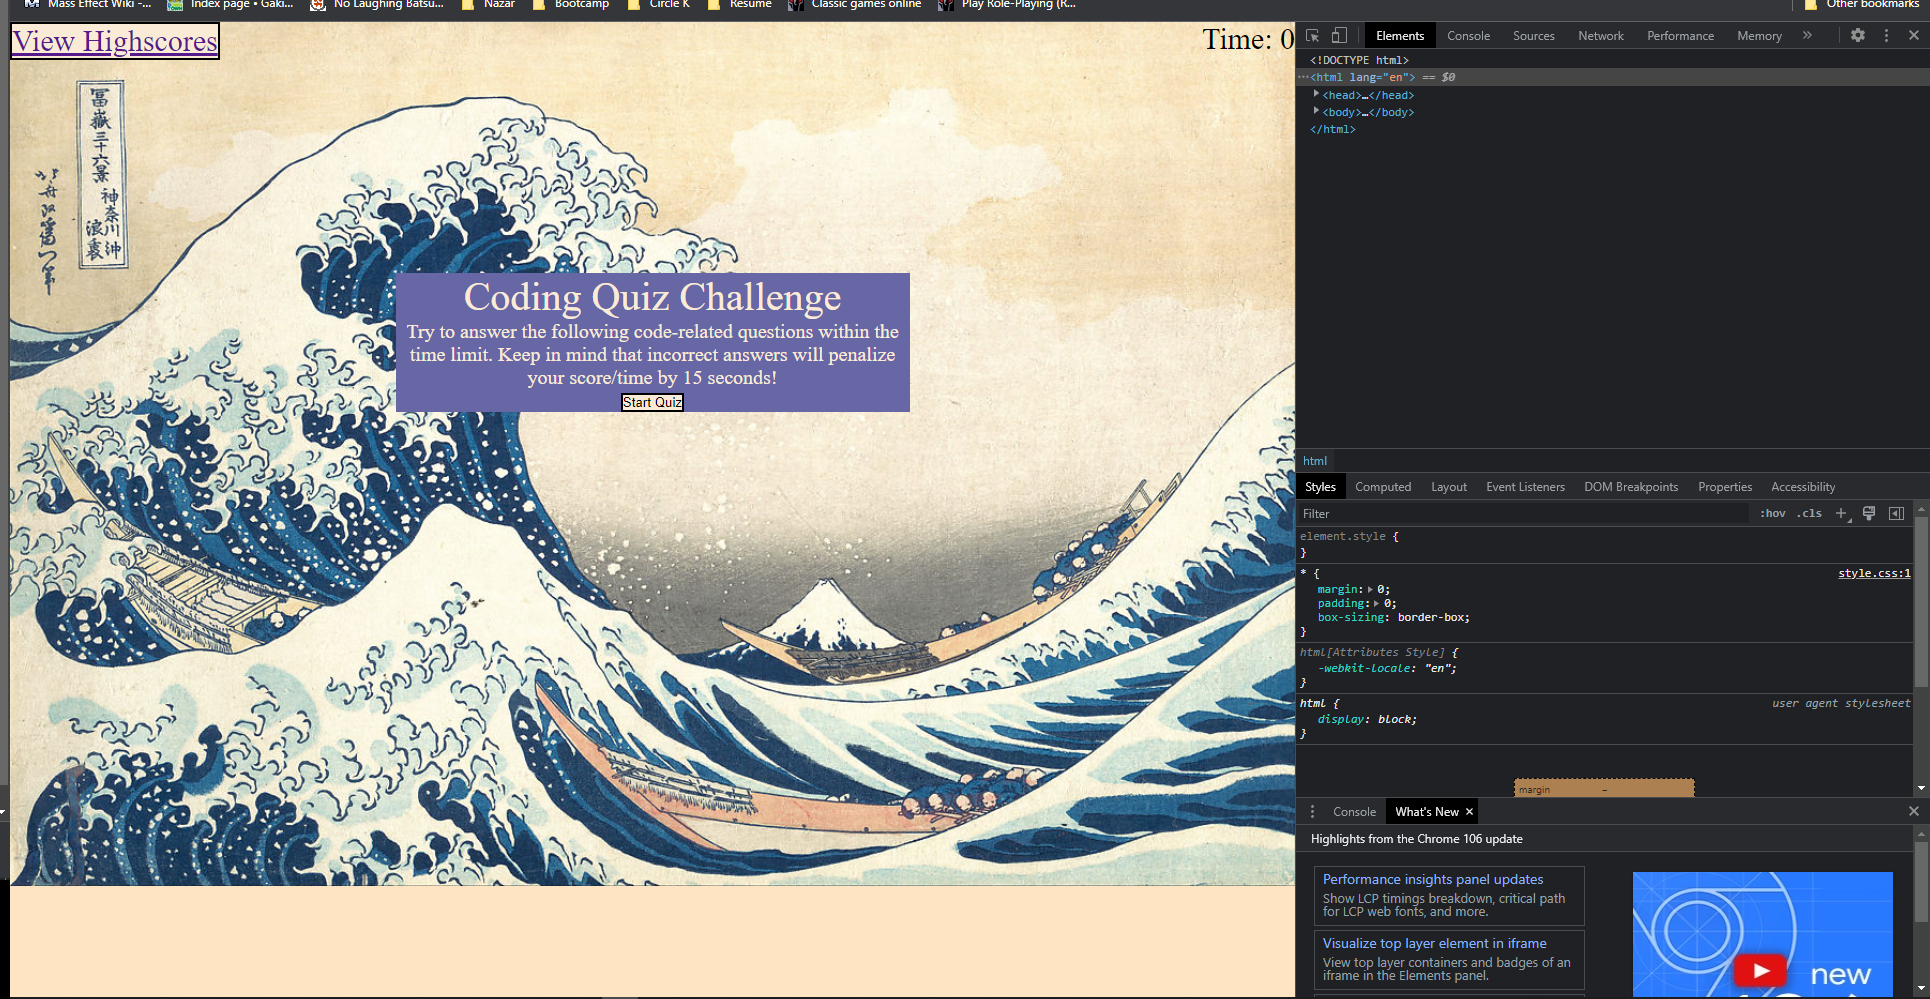 Mass Effect Wiki -...
Index page • Gaki...
No Laughing Batsu...
Nazar
Bootcamp
Circle K
Resume
Classic games online
Play Role-Playing (R...
Other bookmarks
View Highscores
Time: 0
冨嶽三十六景
神奈川沖
浪裏
Coding Quiz Challenge
Try to answer the following code-related questions within the
time limit. Keep in mind that incorrect answers will penalize
your score/time by 15 seconds!
Start Quiz
Elements Console Sources Network Performance Memory »
<!DOCTYPE html>
···<html lang="en"> == $0
<head>…</head>
<body>…</body>
</html>
html
Styles Computed Layout Event Listeners DOM Breakpoints Properties Accessibility
Filter :hov .cls +
element.style {
}
* { style.css:1
margin: 0;
padding: 0;
box-sizing: border-box;
}
html[Attributes Style] {
-webkit-locale: "en";
}
html { user agent stylesheet
display: block;
}
margin –
Console What's New ×
Highlights from the Chrome 106 update
Performance insights panel updates
Show LCP timings breakdown, critical path
for LCP web fonts, and more.
Visualize top layer element in iframe
View top layer containers and badges of an
iframe in the Elements panel.
new